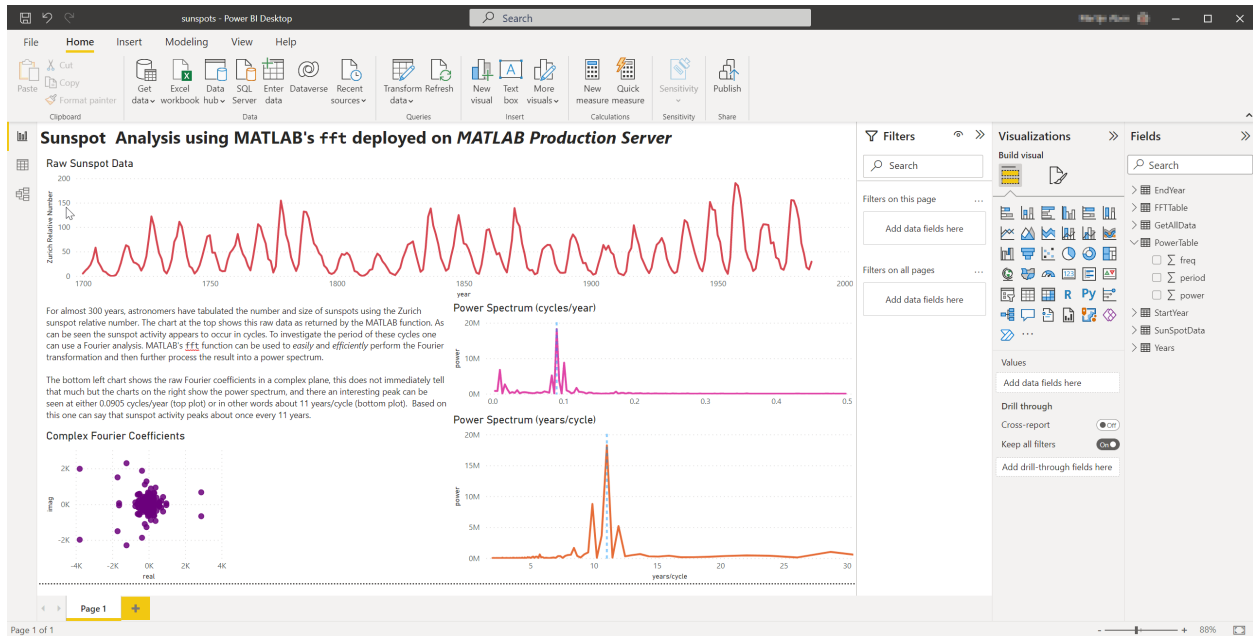 sunspots - Power BI Desktop
Search
File Home Insert Modeling View Help
Paste
Cut
Copy
Format painter
Clipboard
Get data
Excel workbook
Data hub
SQL Server
Enter data
Dataverse
Recent sources
Data
Transform data
Refresh
Queries
New visual
Text box
More visuals
Insert
New measure
Quick measure
Calculations
Sensitivity
Sensitivity
Publish
Share
Sunspot Analysis using MATLAB's fft deployed on MATLAB Production Server
Raw Sunspot Data
Zurich Relative Number
200
150
100
50
0
1700 1750 1800 1850 1900 1950 2000
year
For almost 300 years, astronomers have tabulated the number and size of sunspots using the Zurich
sunspot relative number. The chart at the top shows this raw data as returned by the MATLAB function. As
can be seen the sunspot activity appears to occur in cycles. To investigate the period of these cycles one
can use a Fourier analysis. MATLAB's fft function can be used to easily and efficiently perform the Fourier
transformation and then further process the result into a power spectrum.
The bottom left chart shows the raw Fourier coefficients in a complex plane, this does not immediately tell
that much but the charts on the right show the power spectrum, and there an interesting peak can be
seen at either 0.0905 cycles/year (top plot) or in other words about 11 years/cycle (bottom plot). Based on
this one can say that sunspot activity peaks about once every 11 years.
Complex Fourier Coefficients
imag
2K
0K
-2K
-4K -2K 0K 2K 4K
real
Power Spectrum (cycles/year)
power
20M
10M
0M
0.0 0.1 0.2 0.3 0.4 0.5
Power Spectrum (years/cycle)
power
20M
15M
10M
5M
0M
5 10 15 20 25 30
years/cycle
Filters
Search
Filters on this page
Add data fields here
Filters on all pages
Add data fields here
Visualizations
Build visual
123
R Py
Values
Add data fields here
Drill through
Cross-report
Off
Keep all filters
On
Add drill-through fields here
Fields
Search
EndYear
FFTTable
GetAllData
PowerTable
freq
period
power
StartYear
SunSpotData
Years
Page 1
Page 1 of 1
88%